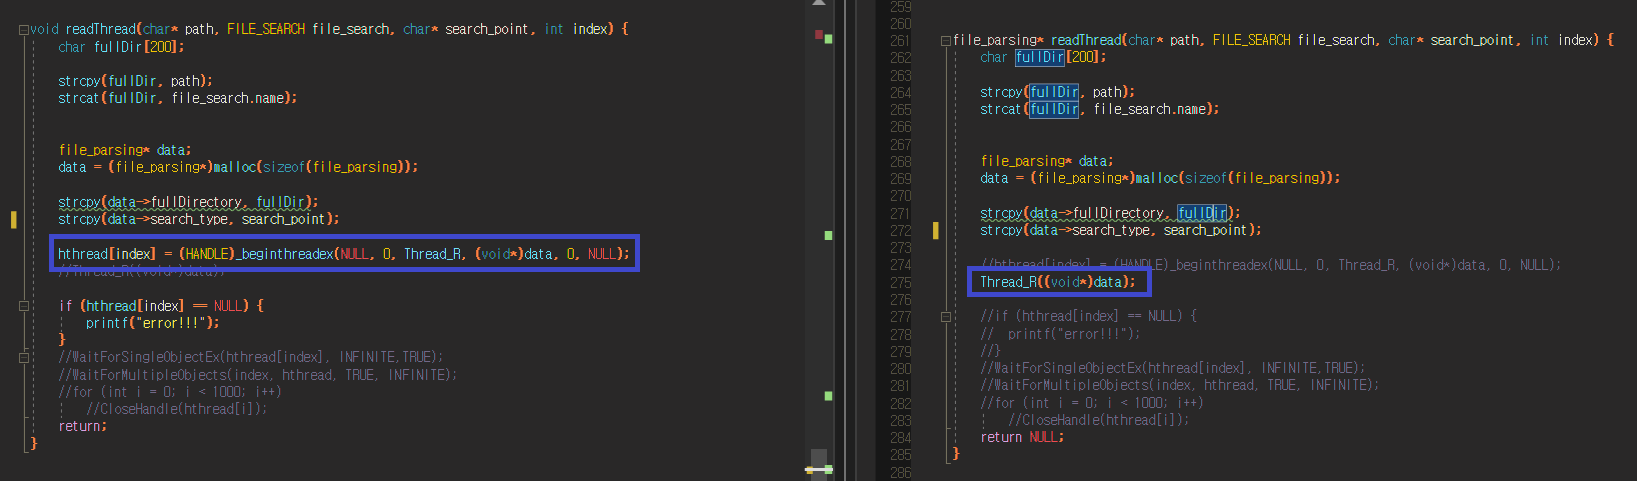 void readThread(char* path, FILE_SEARCH file_search, char* search_point, int index) {
char fullDir[200];
strcpy(fullDir, path);
strcat(fullDir, file_search.name);
file_parsing* data;
data = (file_parsing*)malloc(sizeof(file_parsing));
strcpy(data->fullDirectory, fullDir);
strcpy(data->search_type, search_point);
hthread[index] = (HANDLE)_beginthreadex(NULL, 0, Thread_R, (void*)data, 0, NULL);
//Thread_R((void*)data);
if (hthread[index] == NULL) {
printf("error!!!");
}
//WaitForSingleObjectEx(hthread[index], INFINITE,TRUE);
//WaitForMultipleObjects(index, hthread, TRUE, INFINITE);
//for (int i = 0; i < 1000; i++)
//CloseHandle(hthread[i]);
return;
}
259
260
261 file_parsing* readThread(char* path, FILE_SEARCH file_search, char* search_point, int index) {
262 char fullDir[200];
263
264 strcpy(fullDir, path);
265 strcat(fullDir, file_search.name);
266
267
268 file_parsing* data;
269 data = (file_parsing*)malloc(sizeof(file_parsing));
270
271 strcpy(data->fullDirectory, fullDir);
272 strcpy(data->search_type, search_point);
273
274 //hthread[index] = (HANDLE)_beginthreadex(NULL, 0, Thread_R, (void*)data, 0, NULL);
275 Thread_R((void*)data);
276
277 //if (hthread[index] == NULL) {
278 // printf("error!!!");
279 //}
280 //WaitForSingleObjectEx(hthread[index], INFINITE,TRUE);
281 //WaitForMultipleObjects(index, hthread, TRUE, INFINITE);
282 //for (int i = 0; i < 1000; i++)
283 //CloseHandle(hthread[i]);
284 return NULL;
285 }
286